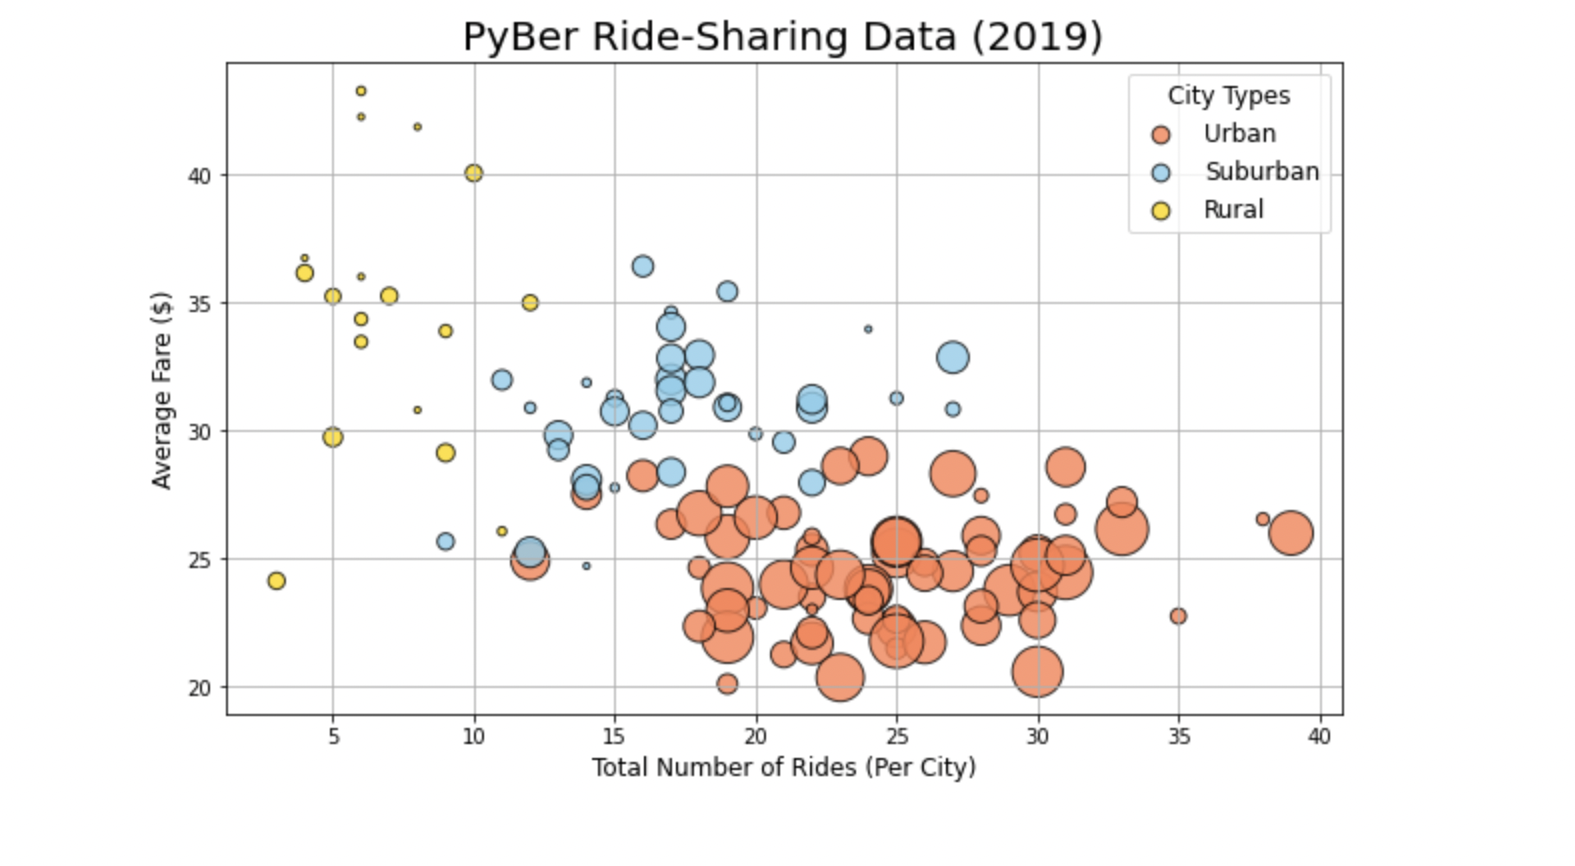 PyBer Ride-Sharing Data (2019)
City Types
Urban
Suburban
Rural
Average Fare ($)
40
35
30
25
20
5 10 15 20 25 30 35 40
Total Number of Rides (Per City)